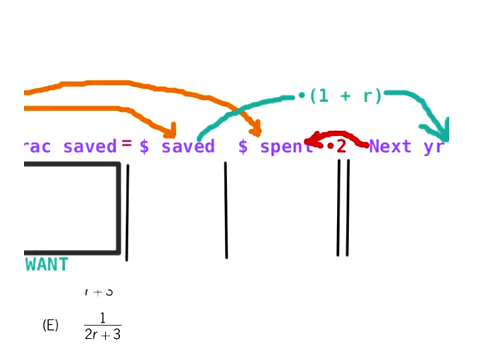 •(1 + r)
rac saved = $ saved $ spent •2 Next yr
WANT
(E) 1/(2r+3)